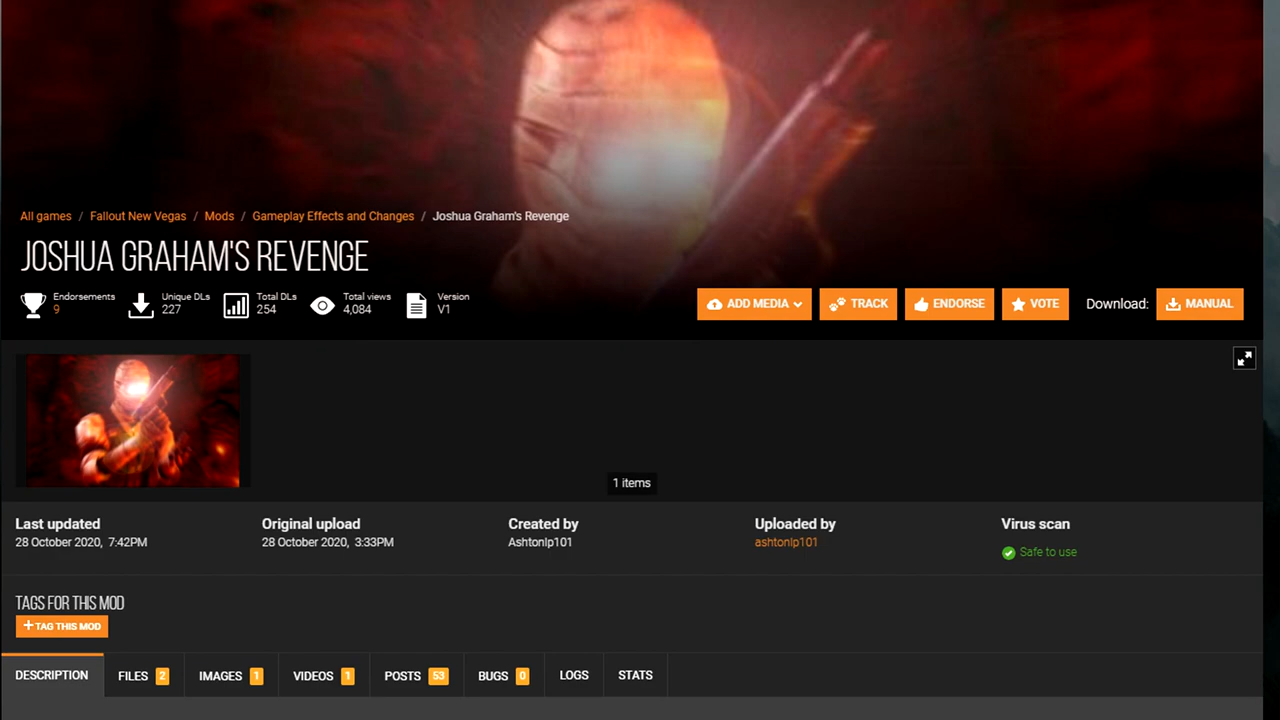 All games / Fallout New Vegas / Mods / Gameplay Effects and Changes / Joshua Graham's Revenge
JOSHUA GRAHAM'S REVENGE
Endorsements
9
Unique DLs
227
Total DLs
254
Total views
4,084
Version
V1
ADD MEDIA
TRACK
ENDORSE
VOTE
Download:
MANUAL
1 items
Last updated
28 October 2020, 7:42PM
Original upload
28 October 2020, 3:33PM
Created by
Ashtonlp101
Uploaded by
ashtonlp101
Virus scan
Safe to use
TAGS FOR THIS MOD
+ TAG THIS MOD
DESCRIPTION
FILES 2
IMAGES 1
VIDEOS 1
POSTS 53
BUGS 0
LOGS
STATS